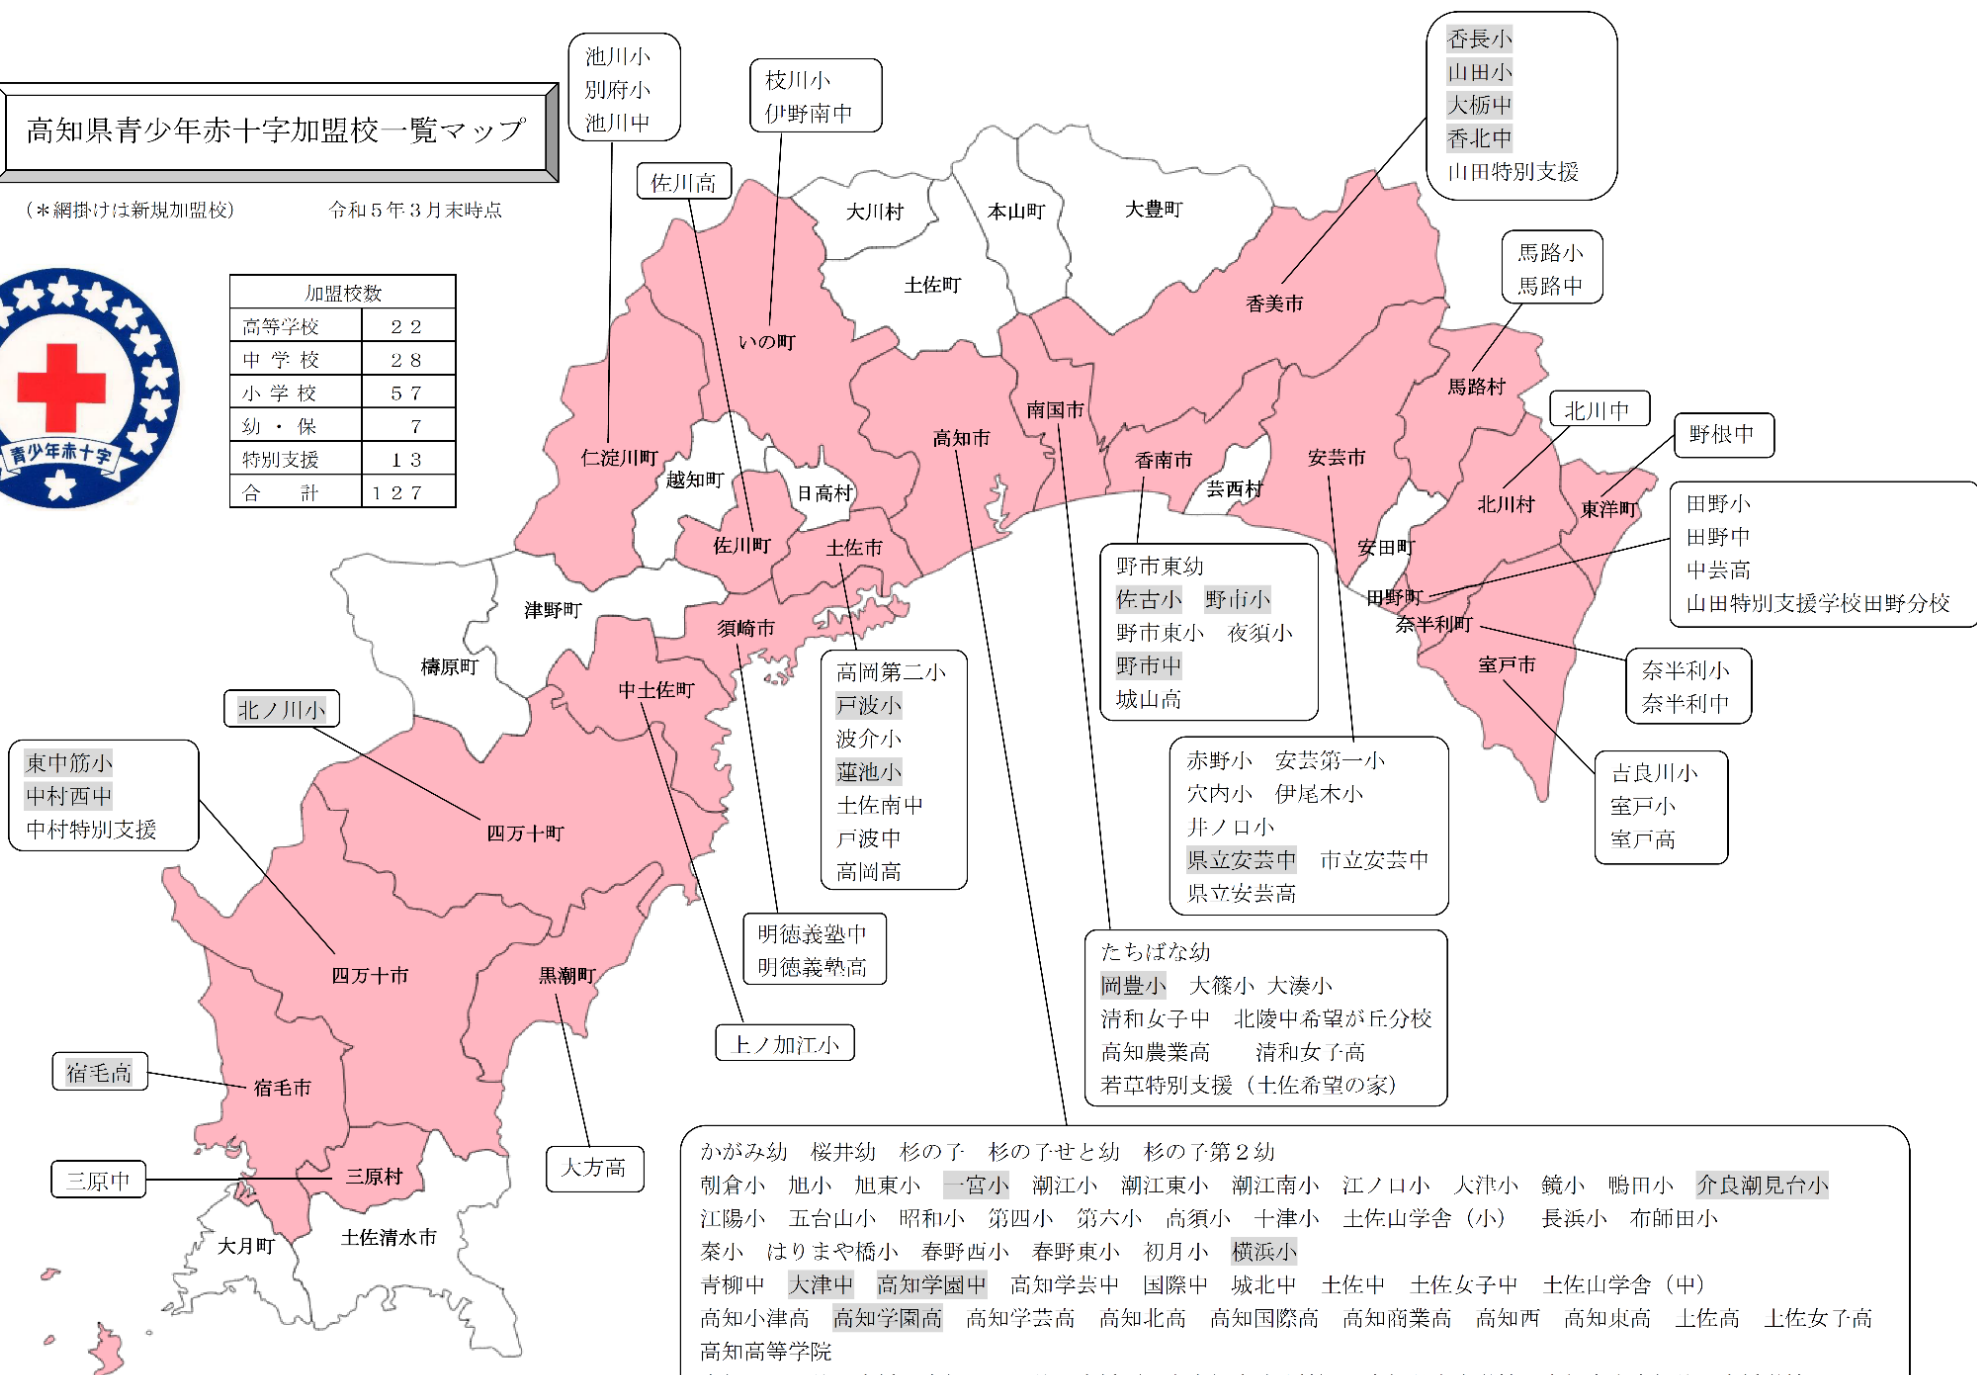 高知県青少年赤十字加盟校一覧マップ
（＊網掛けは新規加盟校）　令和５年３月末時点
青少年赤十字
加盟校数
高等学校 ２２
中 学 校 ２８
小 学 校 ５７
幼 ・ 保 ７
特別支援 １３
合　　計 １２７
池川小
別府小
池川中
枝川小
伊野南中
佐川高
香長小
山田小
大栃中
香北中
山田特別支援
馬路小
馬路中
北川中
野根中
田野小
田野中
中芸高
山田特別支援学校田野分校
奈半利小
奈半利中
吉良川小
室戸小
室戸高
大川村
本山町
大豊町
土佐町
香美市
いの町
馬路村
南国市
高知市
仁淀川町
越知町
日高村
香南市
芸西村
安芸市
北川村
東洋町
佐川町
土佐市
安田町
田野町
奈半利町
津野町
須崎市
室戸市
檮原町
中土佐町
四万十町
四万十市
黒潮町
宿毛市
三原村
大月町
土佐清水市
野市東幼
佐古小　野市小
野市東小　夜須小
野市中
城山高
高岡第二小
戸波小
波介小
蓮池小
土佐南中
戸波中
高岡高
赤野小　安芸第一小
穴内小　伊尾木小
井ノ口小
県立安芸中　市立安芸中
県立安芸高
北ノ川小
東中筋小
中村西中
中村特別支援
明徳義塾中
明徳義塾高
上ノ加江小
宿毛高
三原中
大方高
たちばな幼
岡豊小　大篠小 大湊小
清和女子中　北陵中希望が丘分校
高知農業高　　清和女子高
若草特別支援（土佐希望の家）
かがみ幼　桜井幼　杉の子　杉の子せと幼　杉の子第２幼
朝倉小　旭小　旭東小　一宮小　潮江小　潮江東小　潮江南小　江ノ口小　大津小　鏡小　鴨田小　介良潮見台小
江陽小　五台山小　昭和小　第四小　第六小　高須小　十津小　土佐山学舎（小）　長浜小　布師田小
秦小　はりまや橋小　春野西小　春野東小　初月小　横浜小
青柳中　大津中　高知学園中　高知学芸中　国際中　城北中　土佐中　土佐女子中　土佐山学舎（中）
高知小津高　高知学園高　高知学芸高　高知北高　高知国際高　高知商業高　高知西　高知東高　土佐高　土佐女子高
高知高等学院